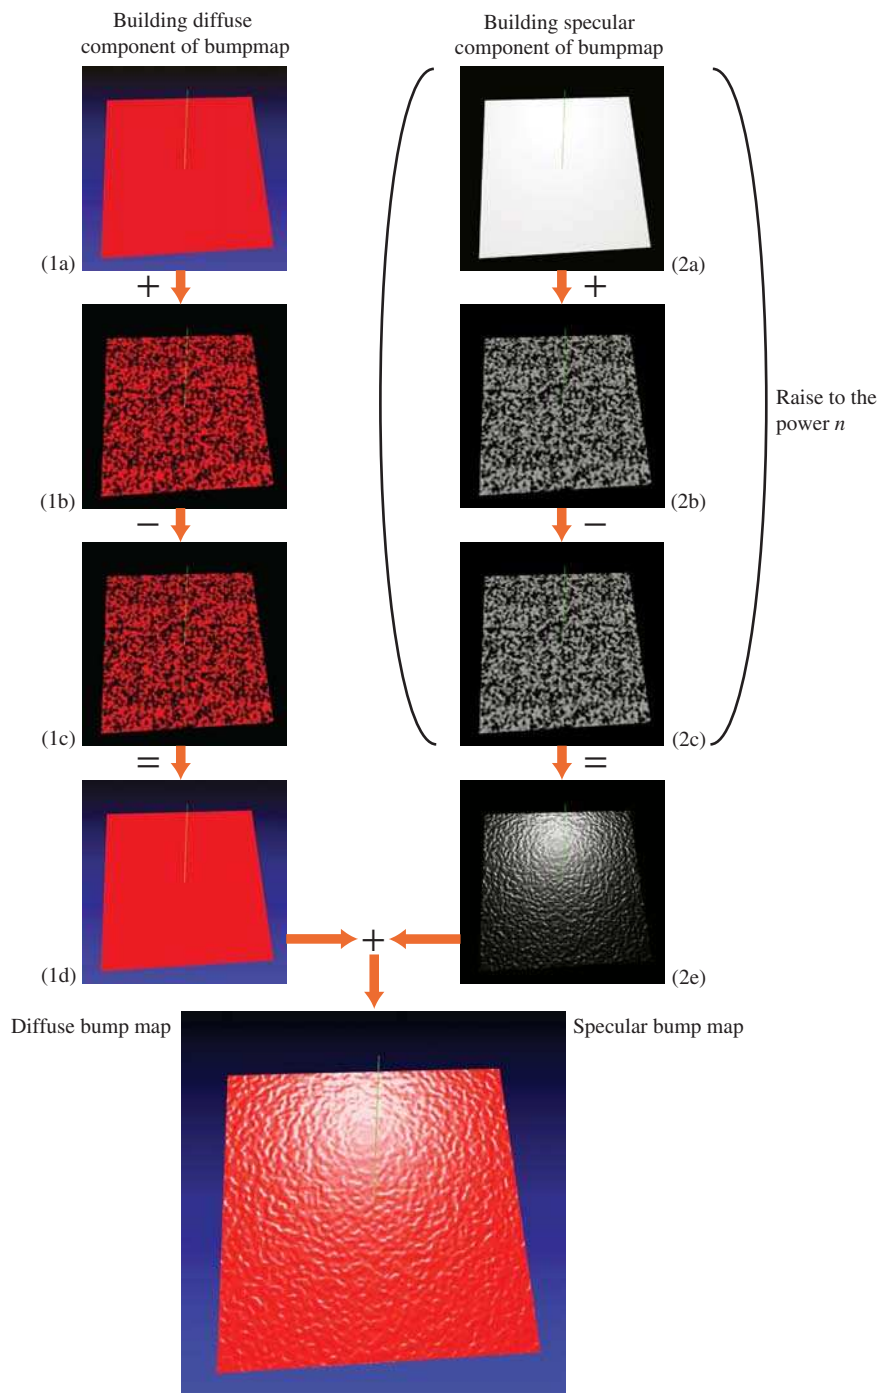 Building diffuse
component of bumpmap
Building specular
component of bumpmap
(1a)
(2a)
+
+
(1b)
(2b)
Raise to the
power n
−
−
(1c)
(2c)
=
=
(1d)
+
(2e)
Diffuse bump map
Specular bump map